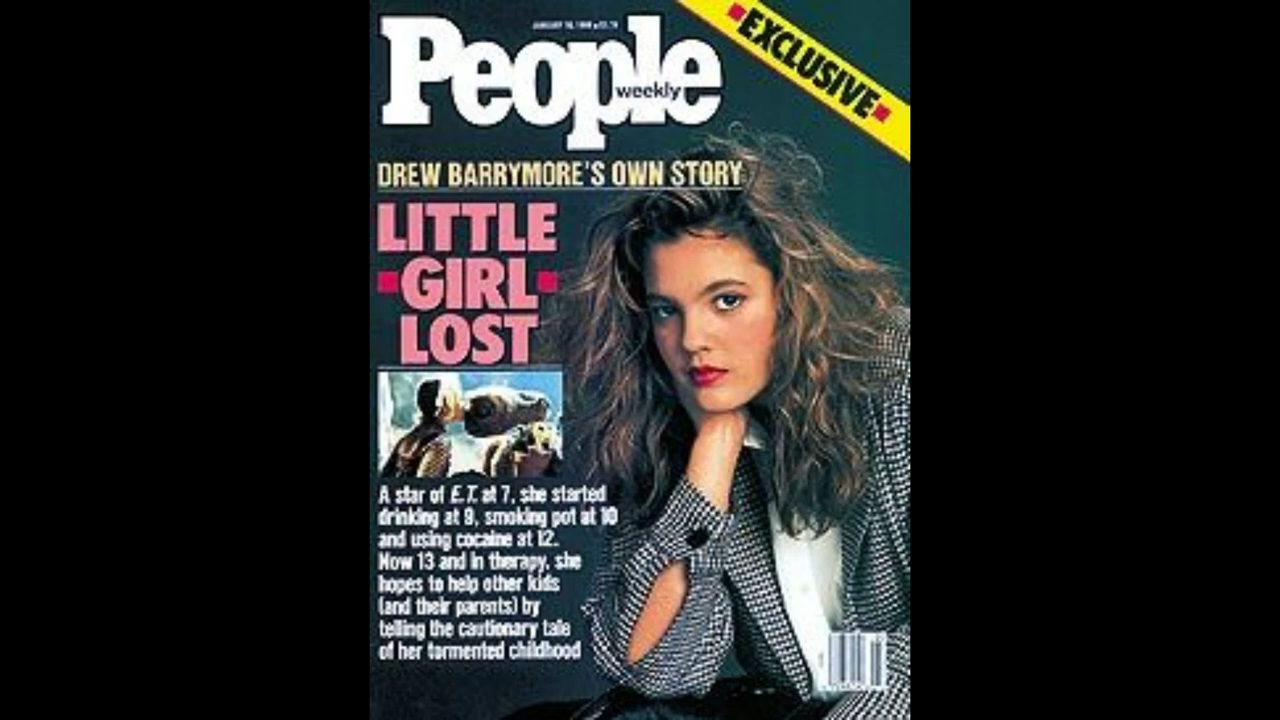 People
weekly
EXCLUSIVE
DREW BARRYMORE'S OWN STORY
LITTLE
GIRL
LOST
A star of E.T. at 7, she started
drinking at 9, smoking pot at 10
and using cocaine at 12.
Now 13 and in therapy, she
hopes to help other kids
(and their parents) by
telling the cautionary tale
of her tormented childhood